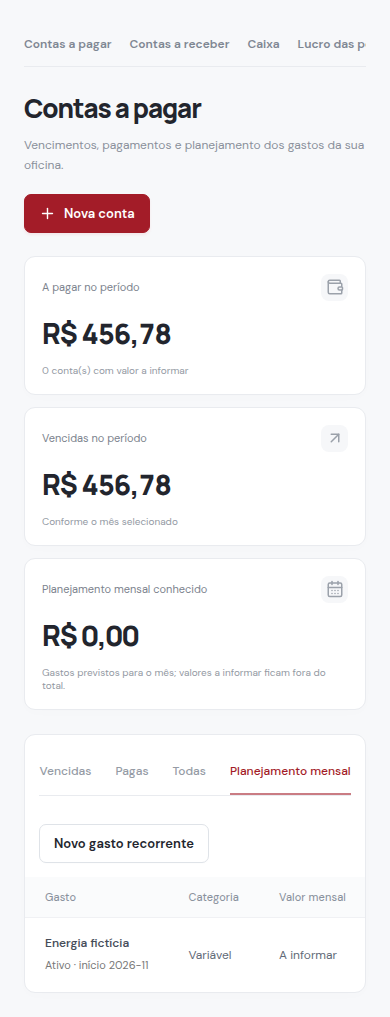 Contas a pagar Contas a receber Caixa Lucro das p
Contas a pagar
Vencimentos, pagamentos e planejamento dos gastos da sua
oficina.
+ Nova conta
A pagar no período
R$ 456,78
0 conta(s) com valor a informar
Vencidas no período
R$ 456,78
Conforme o mês selecionado
Planejamento mensal conhecido
R$ 0,00
Gastos previstos para o mês; valores a informar ficam fora do
total.
Vencidas Pagas Todas Planejamento mensal
Novo gasto recorrente
Gasto Categoria Valor mensal
Energia fictícia
Ativo · início 2026-11
Variável A informar